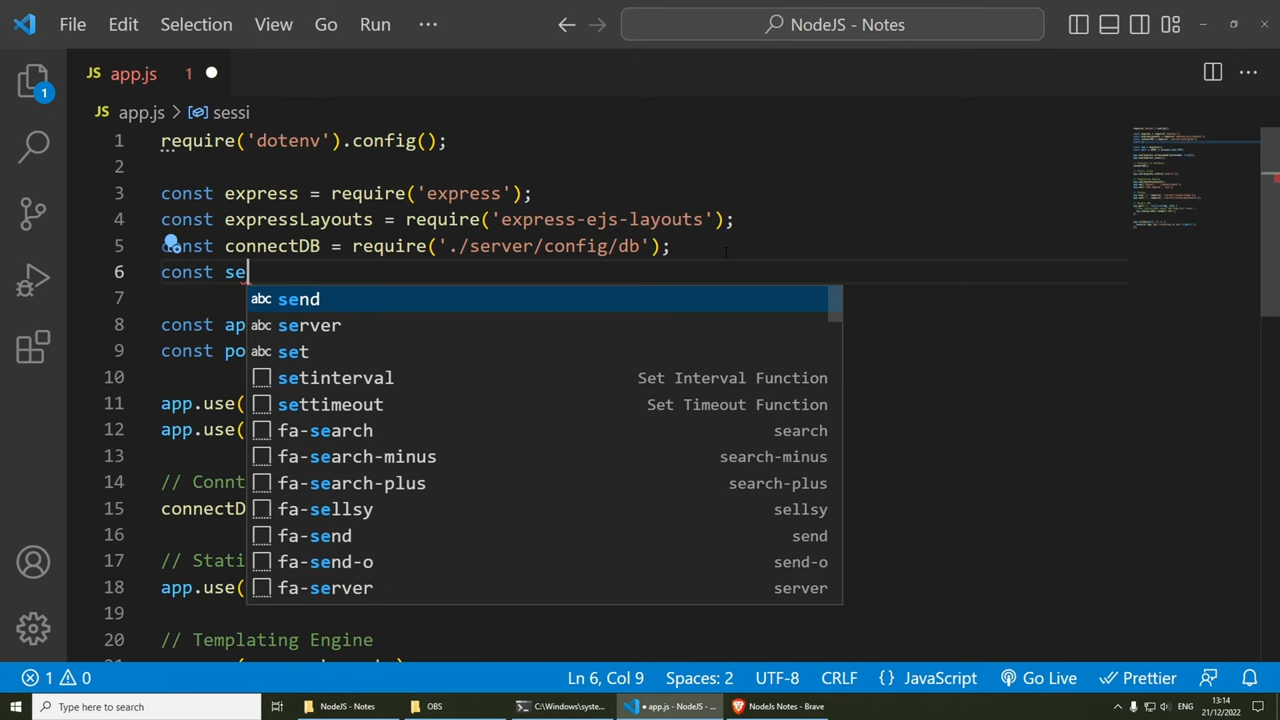 File Edit Selection View Go Run ··· NodeJS - Notes
JS app.js 1
JS app.js > sessi
1 require('dotenv').config();
2
3 const express = require('express');
4 const expressLayouts = require('express-ejs-layouts');
5 const connectDB = require('./server/config/db');
6 const se
7
8 const ap
9 const po
10
11 app.use(
12 app.use(
13
14 // Connt
15 connectD
16
17 // Stati
18 app.use(
19
20 // Templating Engine
abc send
abc server
abc set
setinterval Set Interval Function
settimeout Set Timeout Function
fa-search search
fa-search-minus search-minus
fa-search-plus search-plus
fa-sellsy sellsy
fa-send send
fa-send-o send-o
fa-server server
1
1 0 Ln 6, Col 9 Spaces: 2 UTF-8 CRLF {} JavaScript Go Live Prettier
Type here to search NodeJS - Notes OBS C:\Windows\syste... app.js - NodeJS - ... NodeJs Notes - Brave ENG 13:14
21/12/2022